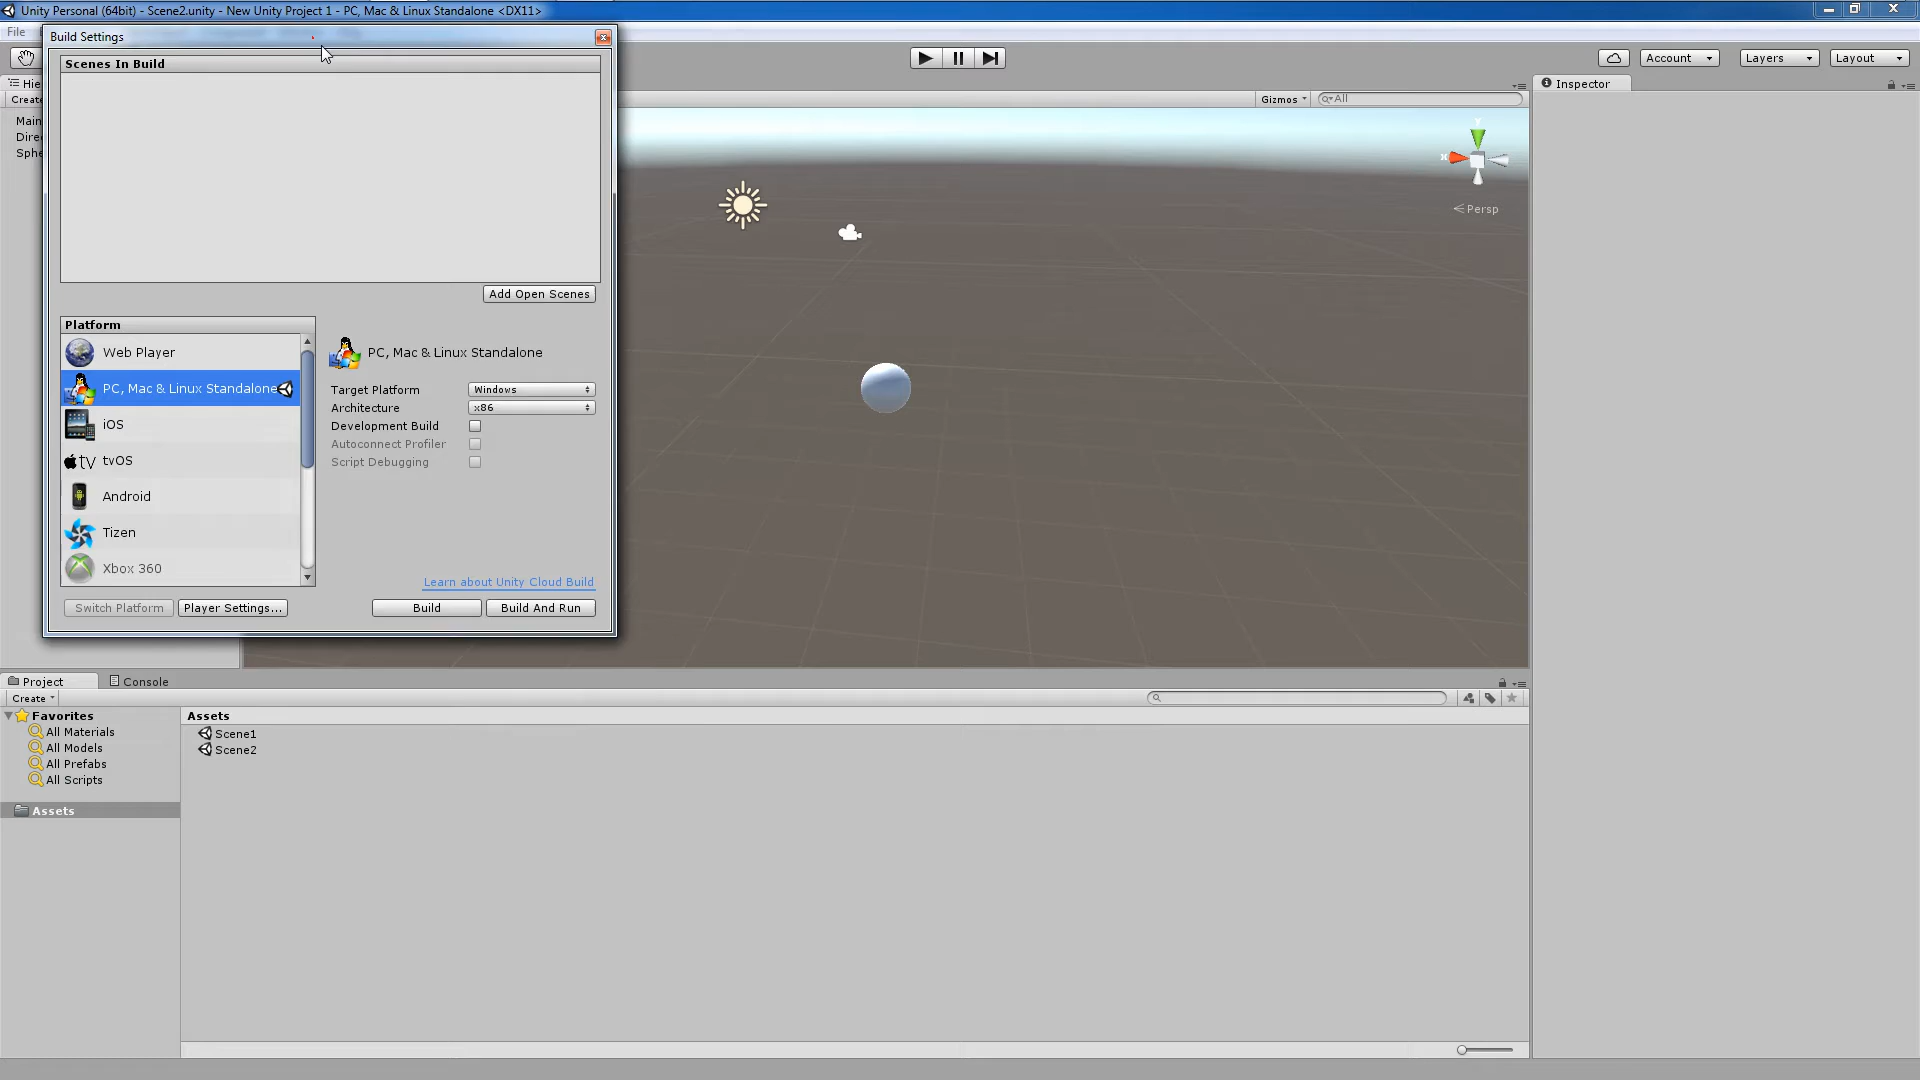 Unity Personal (64bit) - Scene2.unity - New Unity Project 1 - PC, Mac & Linux Standalone <DX11>
File
Build Settings
Scenes In Build
Account
Layers
Layout
Hie
Inspector
Creat
Gizmos
All
Main
Dire
Sphe
Y
X
Persp
Add Open Scenes
Platform
Web Player
PC, Mac & Linux Standalone
iOS
tv tvOS
Android
Tizen
Xbox 360
PC, Mac & Linux Standalone
Target Platform Windows
Architecture x86
Development Build
Autoconnect Profiler
Script Debugging
Learn about Unity Cloud Build
Switch Platform Player Settings... Build Build And Run
Project Console
Create
Favorites
All Materials
All Models
All Prefabs
All Scripts
Assets
Assets
Scene1
Scene2